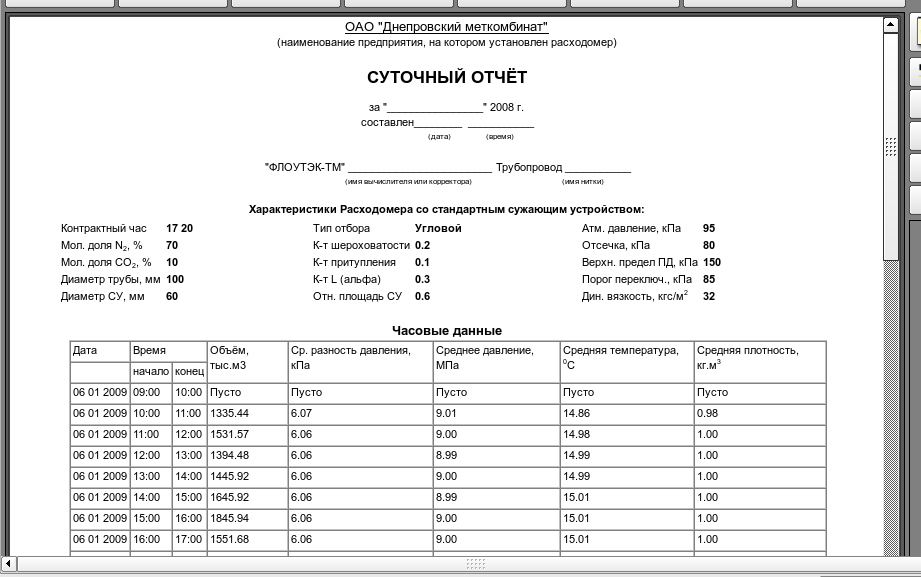 ОАО "Днепровский меткомбинат"
(наименование предприятия, на котором установлен расходомер)
СУТОЧНЫЙ ОТЧЁТ
за "________________" 2008 г.
составлен________ ___________
(дата) (время)
"ФЛОУТЭК-ТМ" ________________________ Трубопровод ___________
(имя вычислителя или корректора) (имя нитки)
Характеристики Расходомера со стандартным сужающим устройством:
Контрактный час 17 20 Тип отбора Угловой Атм. давление, кПа 95
Мол. доля N₂, % 70 К-т шероховатости 0.2 Отсечка, кПа 80
Мол. доля CO₂, % 10 К-т притупления 0.1 Верхн. предел ПД, кПа 150
Диаметр трубы, мм 100 К-т L (альфа) 0.3 Порог переключ., кПа 85
Диаметр СУ, мм 60 Отн. площадь СУ 0.6 Дин. вязкость, кгс/м² 32
Часовые данные
Дата Время Объём, Ср. разность давления, Среднее давление, Средняя температура, Средняя плотность,
тыс.м3 кПа МПа ⁰С кг.м³
начало конец
06 01 2009 09:00 10:00 Пусто Пусто Пусто Пусто Пусто
06 01 2009 10:00 11:00 1335.44 6.07 9.01 14.86 0.98
06 01 2009 11:00 12:00 1531.57 6.06 9.00 14.98 1.00
06 01 2009 12:00 13:00 1394.48 6.06 8.99 14.99 1.00
06 01 2009 13:00 14:00 1445.92 6.06 9.00 14.99 1.00
06 01 2009 14:00 15:00 1645.92 6.06 8.99 15.01 1.00
06 01 2009 15:00 16:00 1845.94 6.06 9.00 15.01 1.00
06 01 2009 16:00 17:00 1551.68 6.06 9.00 15.01 1.00